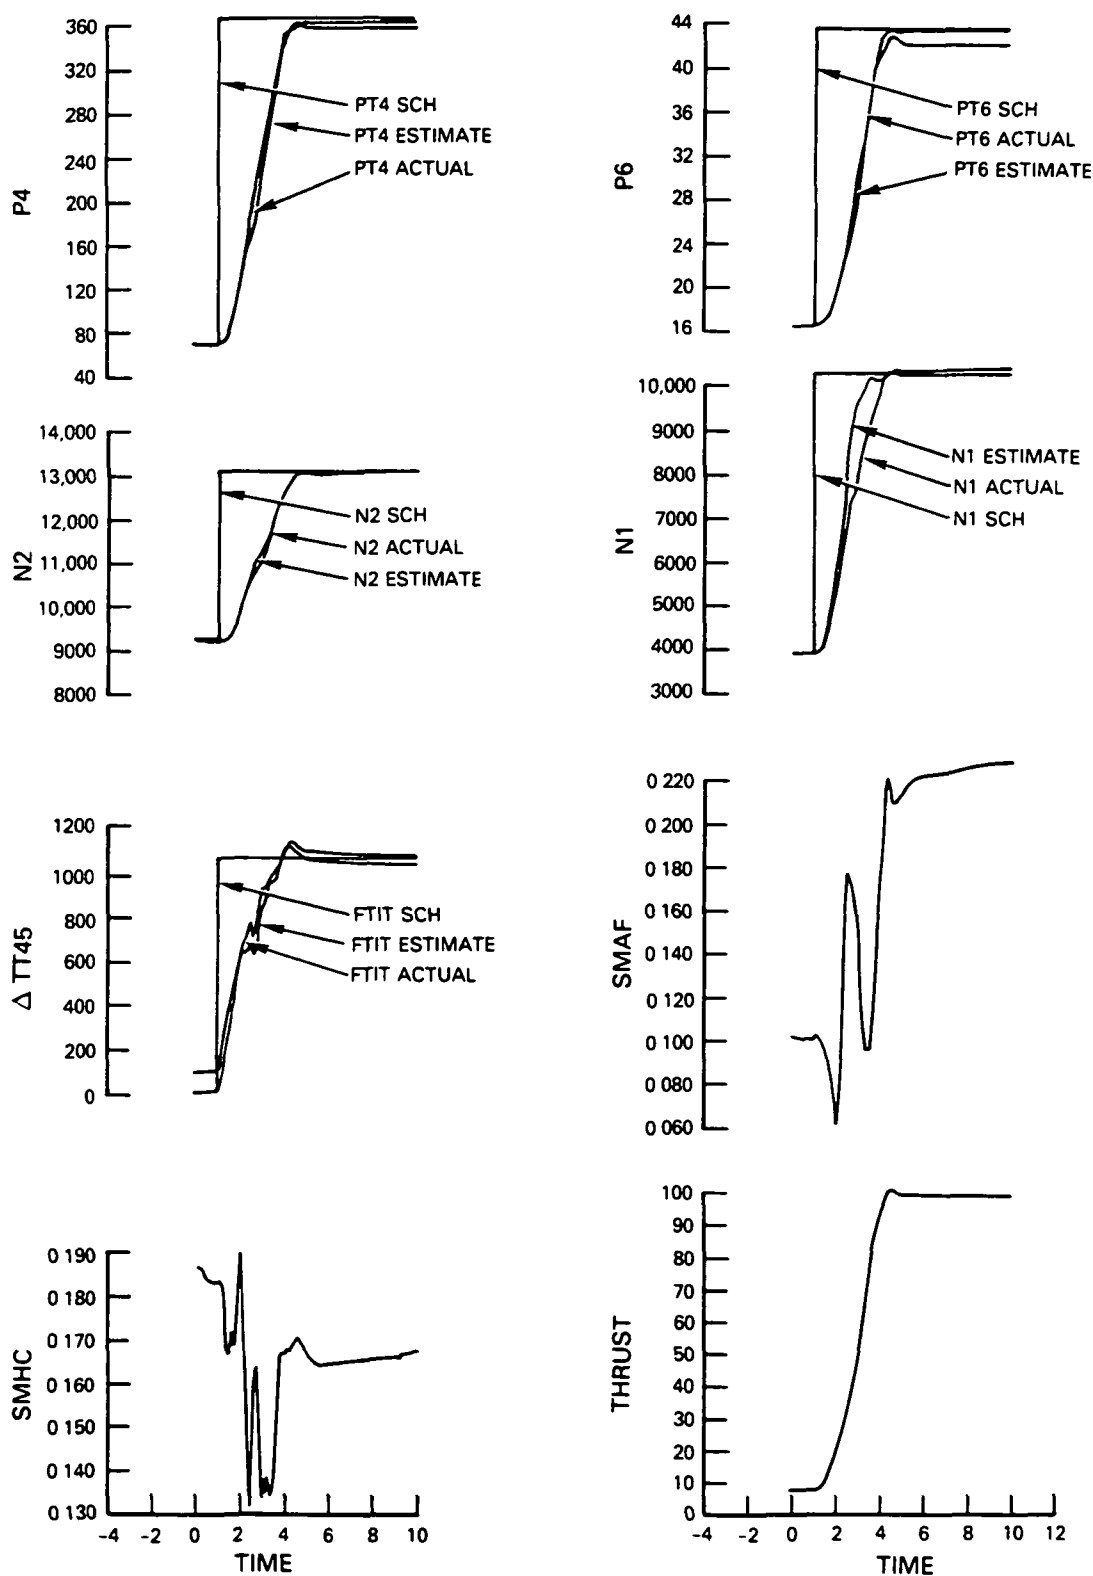 360
320
280
240
200
160
120
80
40
P4
PT4 SCH
PT4 ESTIMATE
PT4 ACTUAL
44
40
36
32
28
24
20
16
P6
PT6 SCH
PT6 ACTUAL
PT6 ESTIMATE
14,000
13,000
12,000
11,000
10,000
9000
8000
N2
N2 SCH
N2 ACTUAL
N2 ESTIMATE
10,000
9000
8000
7000
6000
5000
4000
3000
N1
N1 ESTIMATE
N1 ACTUAL
N1 SCH
1200
1000
800
600
400
200
0
Δ TT45
FTIT SCH
FTIT ESTIMATE
FTIT ACTUAL
0 220
0 200
0 180
0 160
0 140
0 120
0 100
0 080
0 060
SMAF
0 190
0 180
0 170
0 160
0 150
0 140
0 130
SMHC
-4 -2 0 2 4 6 8 10
TIME
100
90
80
70
60
50
40
30
20
10
0
THRUST
-4 -2 0 2 4 6 8 10 12
TIME